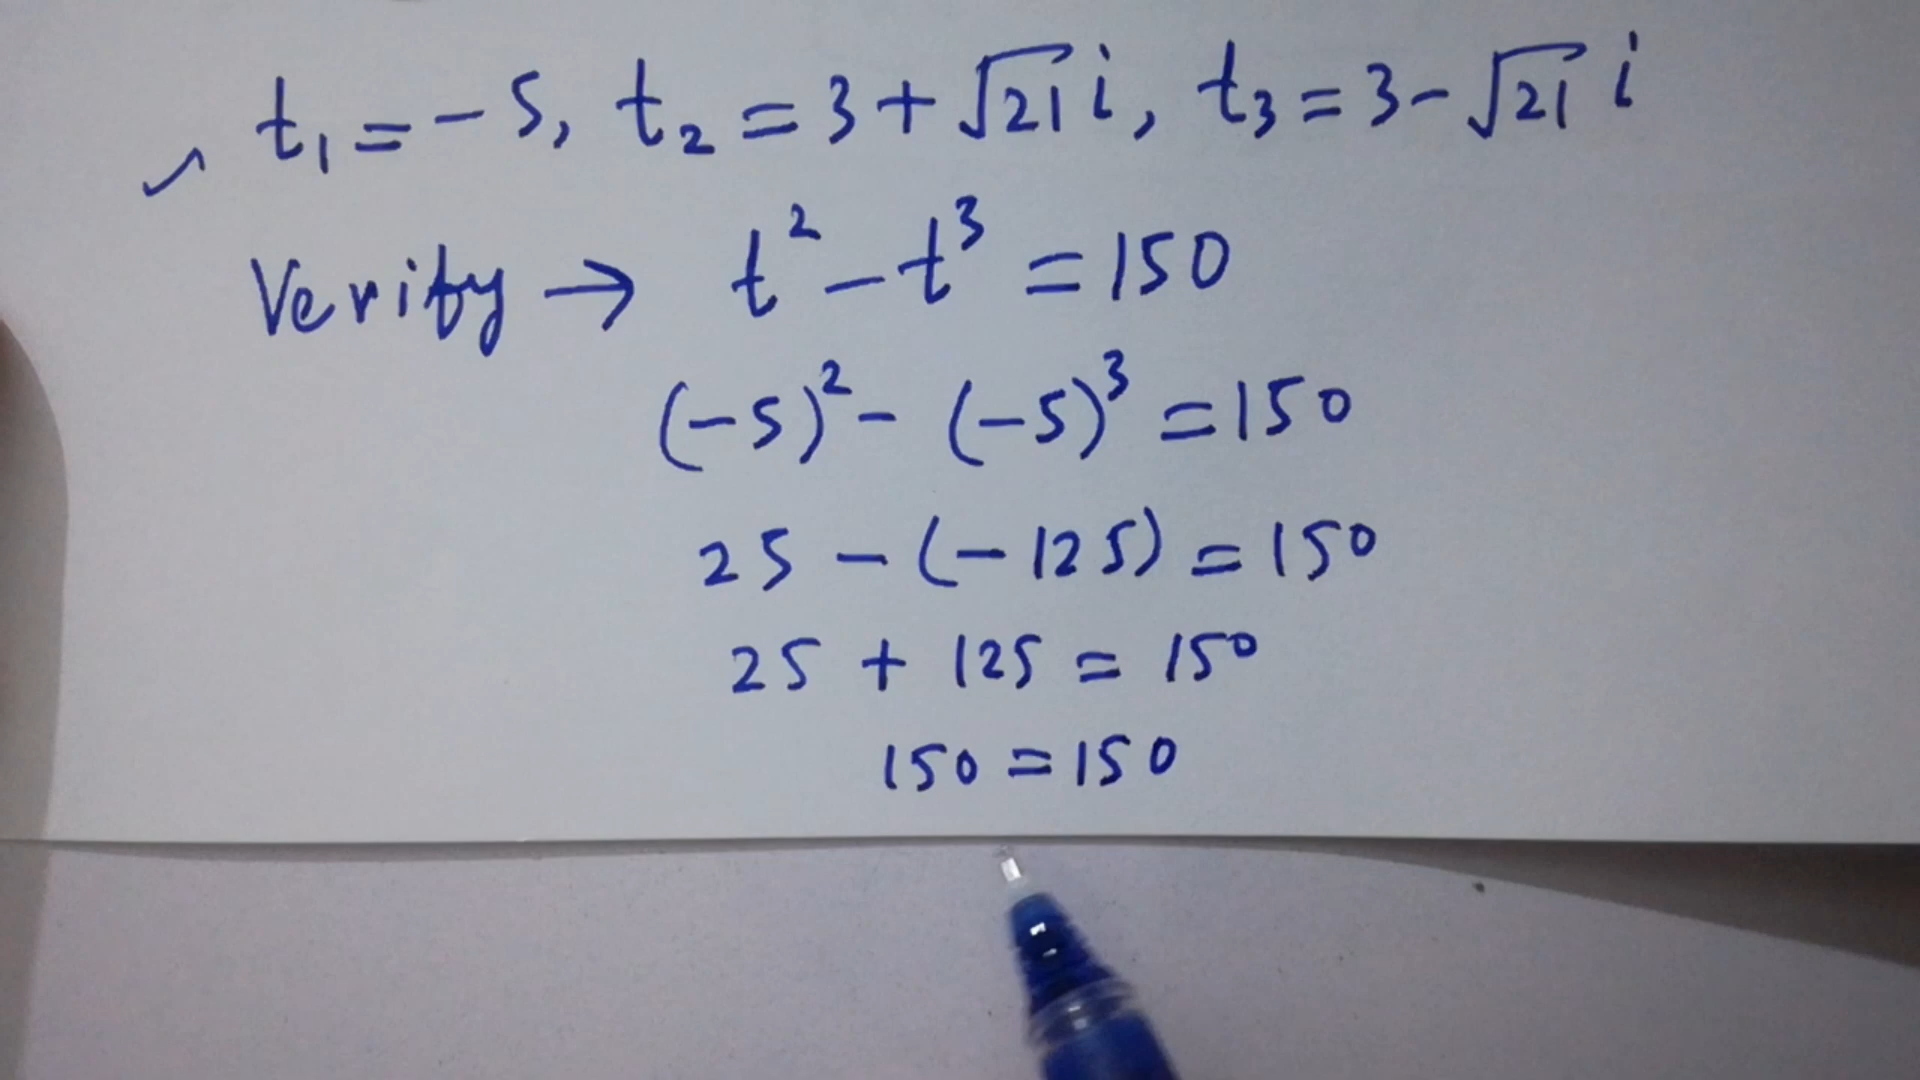 t₁ = -5, t₂ = 3 + √21 i, t₃ = 3 - √21 i
Verify → t² - t³ = 150
(-5)² - (-5)³ = 150
25 - (-125) = 150
25 + 125 = 150
150 = 150